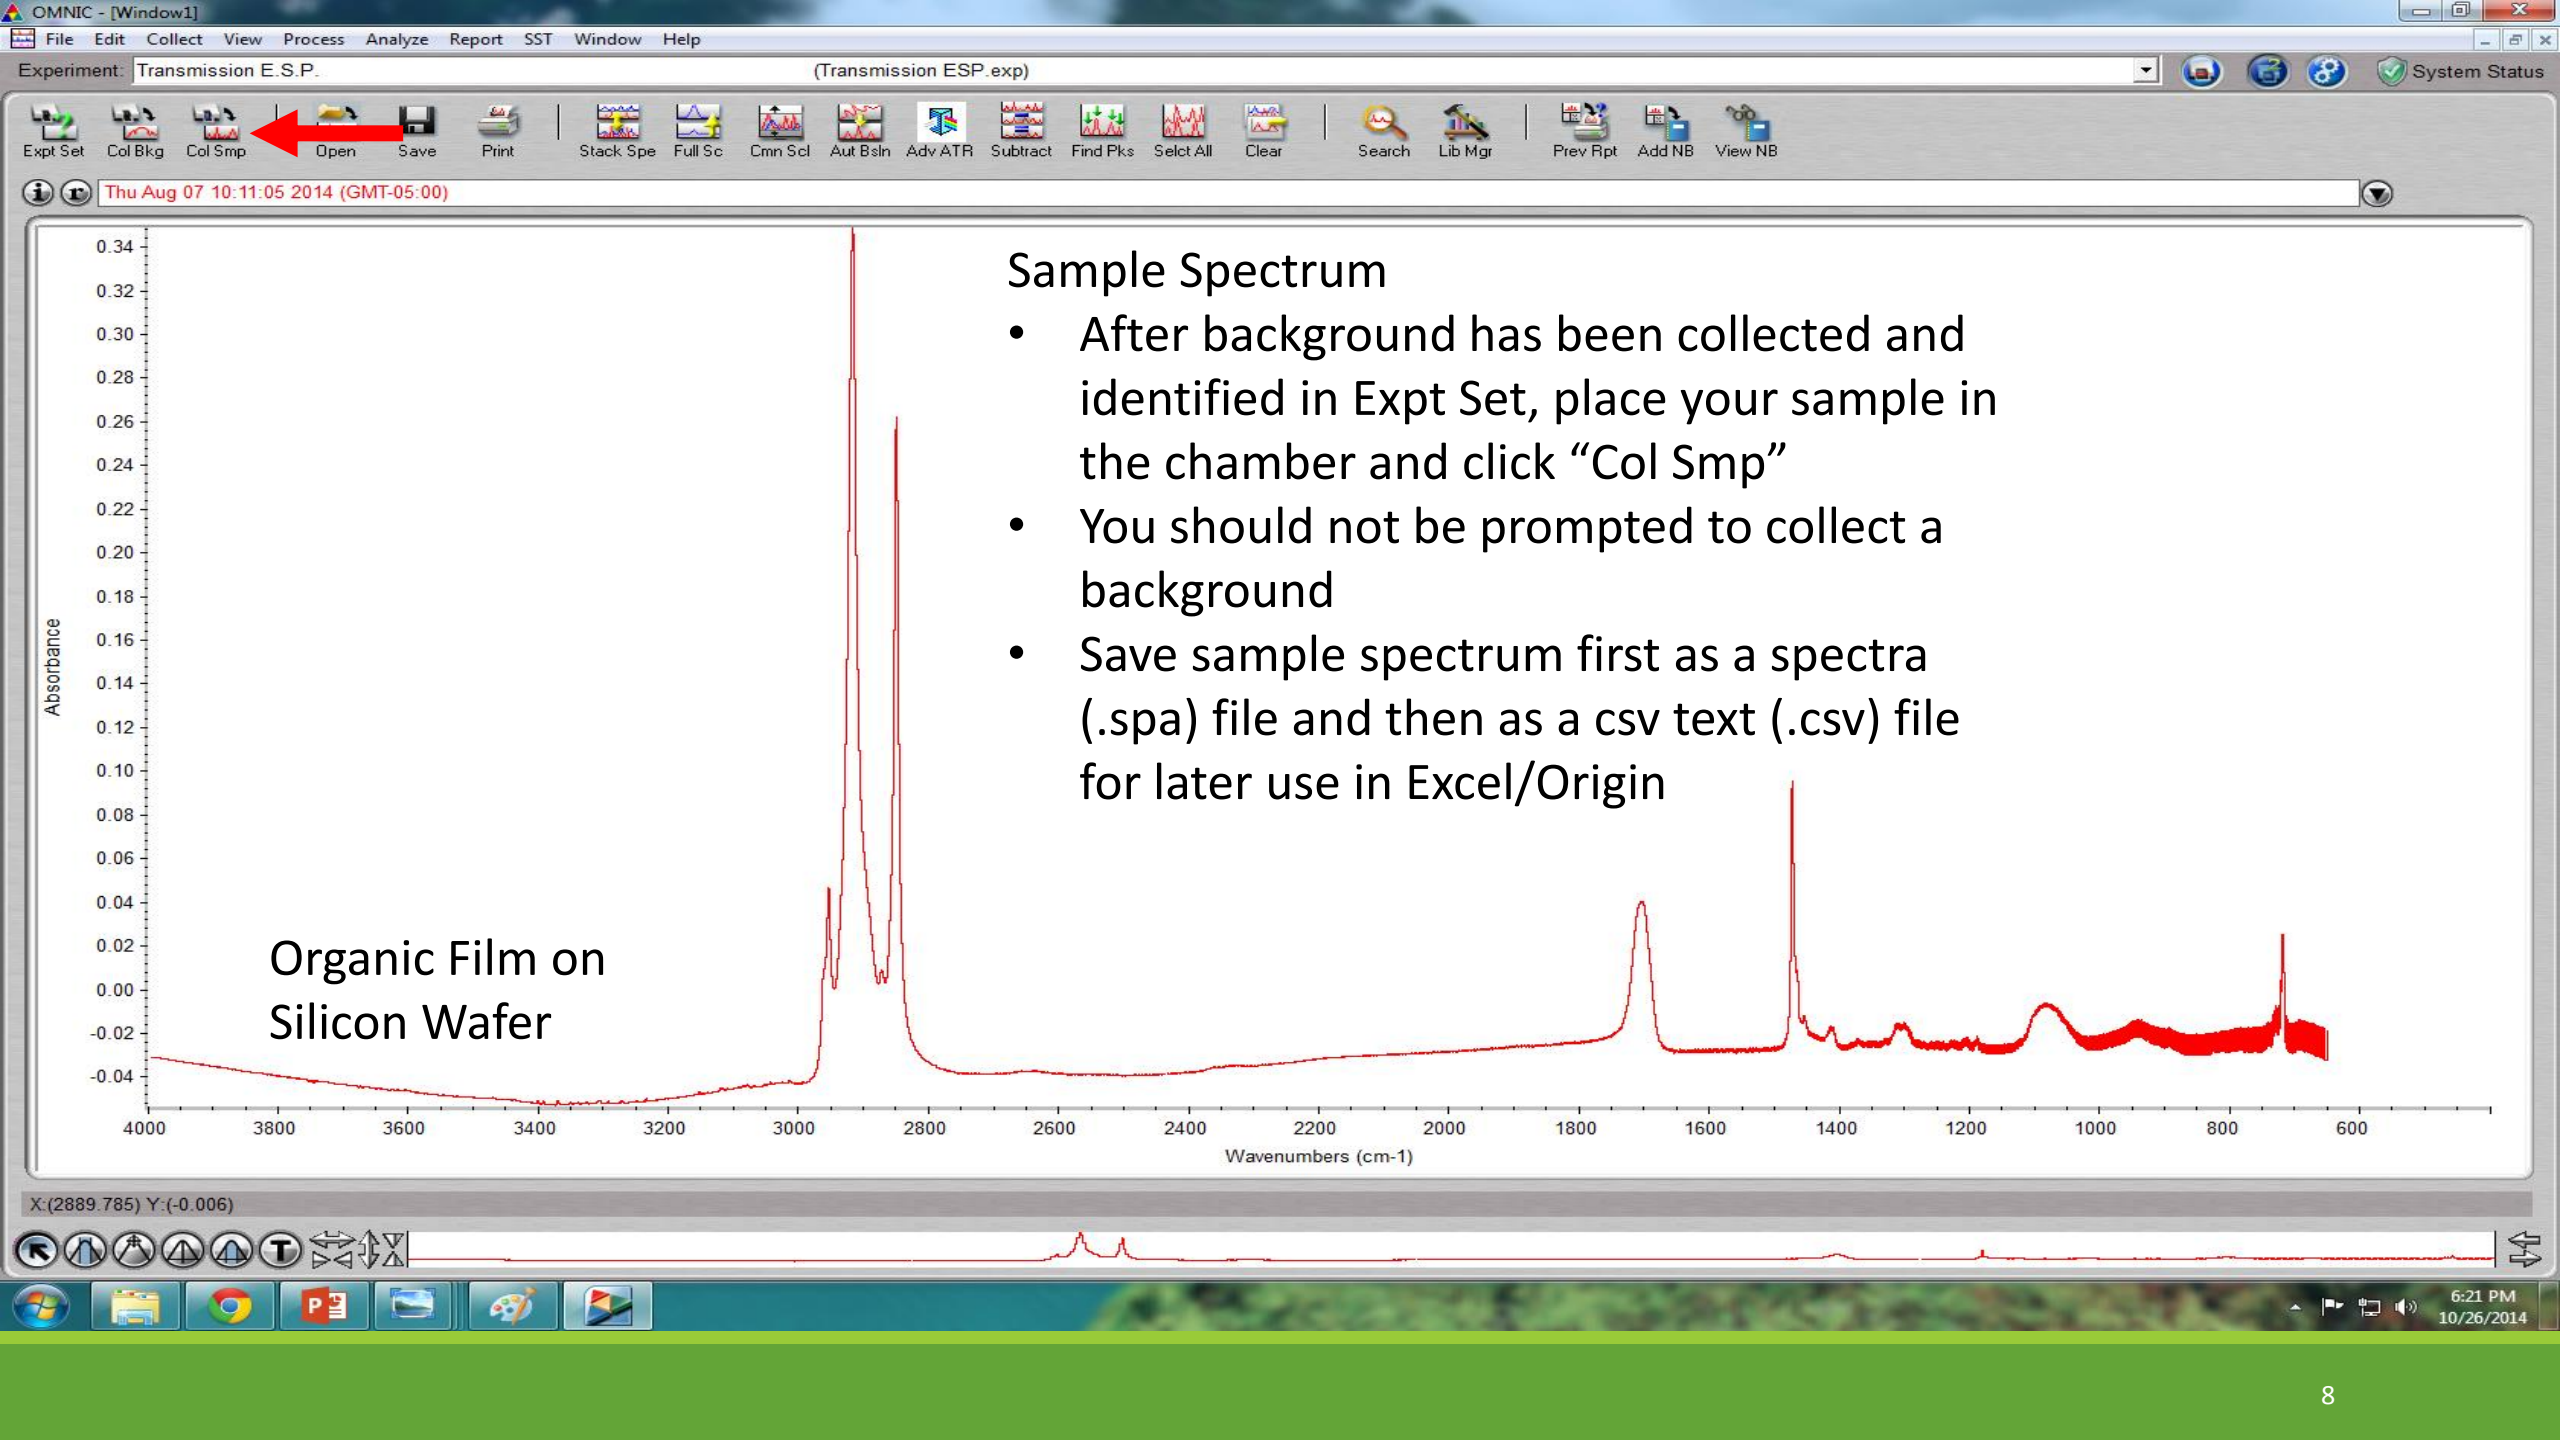 OMNIC - [Window1]
File Edit Collect View Process Analyze Report SST Window Help
Experiment: Transmission E.S.P. (Transmission ESP.exp) System Status
Expt Set Col Bkg Col Smp Open Save Print Stack Spe Full Sc Cmn Scl Aut Bsln Adv ATR Subtract Find Pks Selct All Clear Search Lib Mgr Prev Rpt Add NB View NB
Thu Aug 07 10:11:05 2014 (GMT-05:00)
Sample Spectrum
• After background has been collected and
identified in Expt Set, place your sample in
the chamber and click “Col Smp”
• You should not be prompted to collect a
background
• Save sample spectrum first as a spectra
(.spa) file and then as a csv text (.csv) file
for later use in Excel/Origin
Organic Film on
Silicon Wafer
Absorbance
0.34
0.32
0.30
0.28
0.26
0.24
0.22
0.20
0.18
0.16
0.14
0.12
0.10
0.08
0.06
0.04
0.02
0.00
-0.02
-0.04
4000 3800 3600 3400 3200 3000 2800 2600 2400 2200 2000 1800 1600 1400 1200 1000 800 600
Wavenumbers (cm-1)
X:(2889.785) Y:(-0.006)
T
6:21 PM
10/26/2014
8